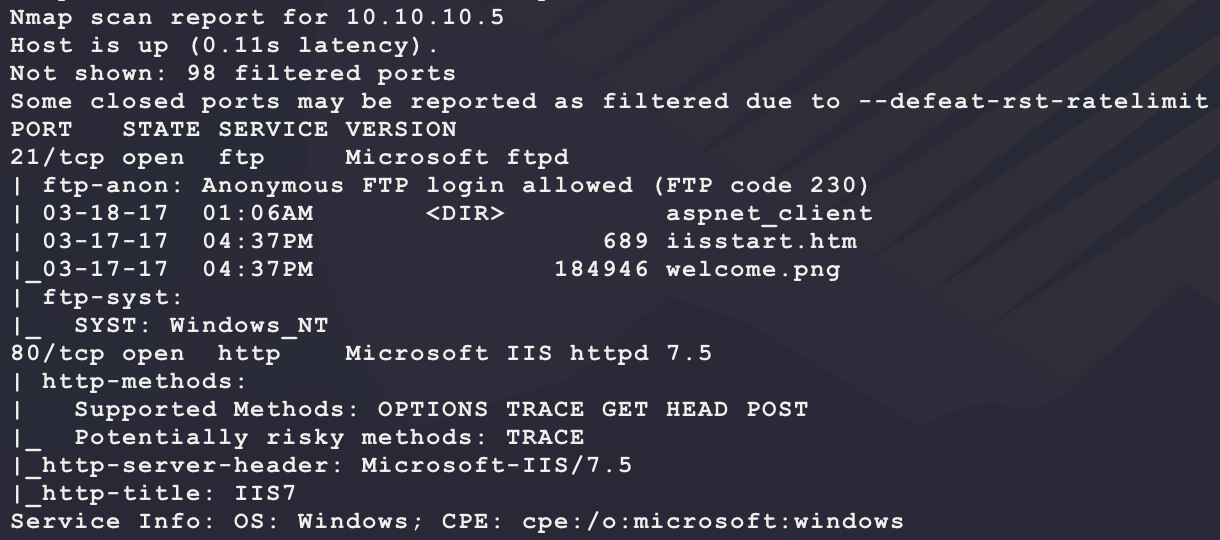 Nmap scan report for 10.10.10.5
Host is up (0.11s latency).
Not shown: 98 filtered ports
Some closed ports may be reported as filtered due to --defeat-rst-ratelimit
PORT   STATE SERVICE VERSION
21/tcp open  ftp     Microsoft ftpd
| ftp-anon: Anonymous FTP login allowed (FTP code 230)
| 03-18-17  01:06AM       <DIR>          aspnet_client
| 03-17-17  04:37PM                  689 iisstart.htm
|_03-17-17  04:37PM               184946 welcome.png
| ftp-syst:
|_  SYST: Windows_NT
80/tcp open  http    Microsoft IIS httpd 7.5
| http-methods:
|   Supported Methods: OPTIONS TRACE GET HEAD POST
|_  Potentially risky methods: TRACE
|_http-server-header: Microsoft-IIS/7.5
|_http-title: IIS7
Service Info: OS: Windows; CPE: cpe:/o:microsoft:windows